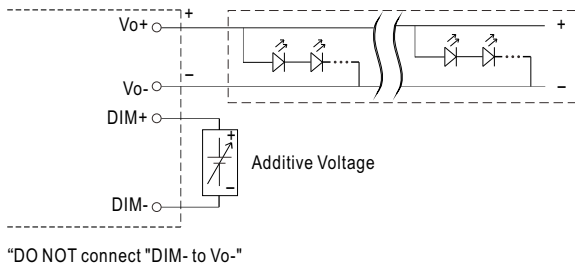 Vo+ + +
Vo- – –
DIM+
+
Additive Voltage
–
DIM-
“DO NOT connect "DIM- to Vo-"